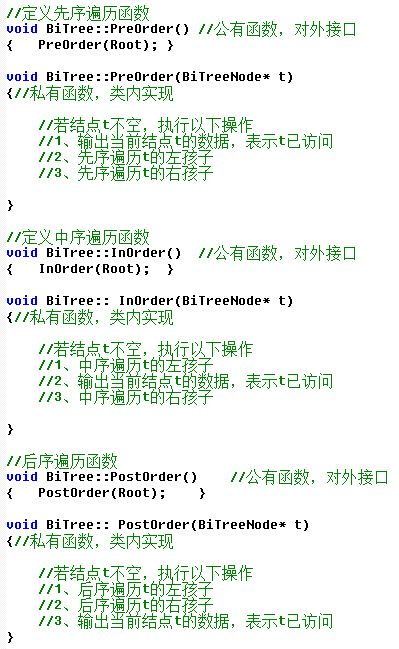 //定义先序遍历函数
void BiTree::PreOrder() //公有函数，对外接口
{   PreOrder(Root); }
void BiTree::PreOrder(BiTreeNode* t)
{//私有函数，类内实现
//若结点t不空，执行以下操作
//1、输出当前结点t的数据，表示t已访问
//2、先序遍历t的左孩子
//3、先序遍历t的右孩子
}
//定义中序遍历函数
void BiTree::InOrder()  //公有函数，对外接口
{   InOrder(Root);  }
void BiTree:: InOrder(BiTreeNode* t)
{//私有函数，类内实现
//若结点t不空，执行以下操作
//1、中序遍历t的左孩子
//2、输出当前结点t的数据，表示t已访问
//3、中序遍历t的右孩子
}
//后序遍历函数
void BiTree::PostOrder()    //公有函数，对外接口
{   PostOrder(Root);    }
void BiTree:: PostOrder(BiTreeNode* t)
{//私有函数，类内实现
//若结点t不空，执行以下操作
//1、后序遍历t的左孩子
//2、后序遍历t的右孩子
//3、输出当前结点t的数据，表示t已访问
}